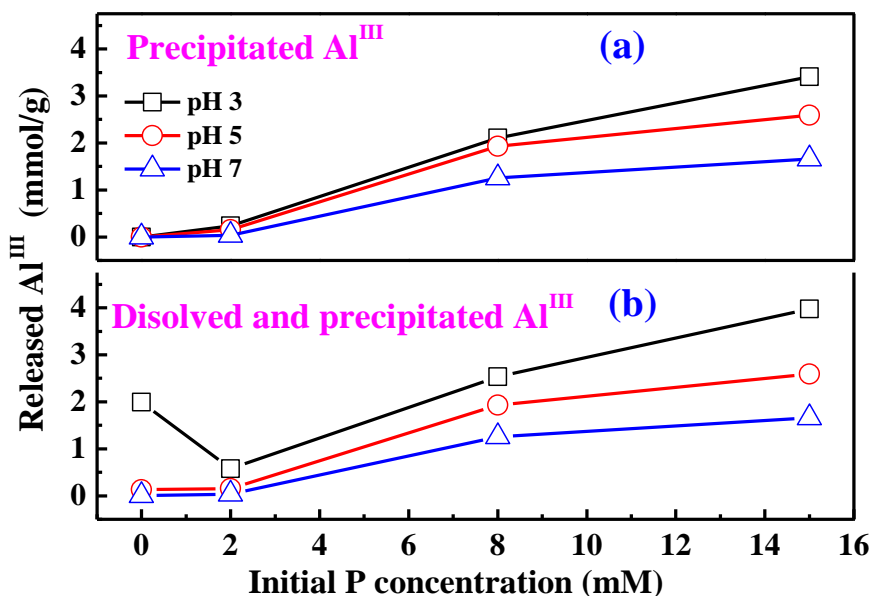 Precipitated Al^III (a)
pH 3
pH 5
pH 7
4
3
2
1
0
Disolved and precipitated Al^III (b)
4
3
2
1
0
Released Al^III (mmol/g)
0 2 4 6 8 10 12 14 16
Initial P concentration (mM)